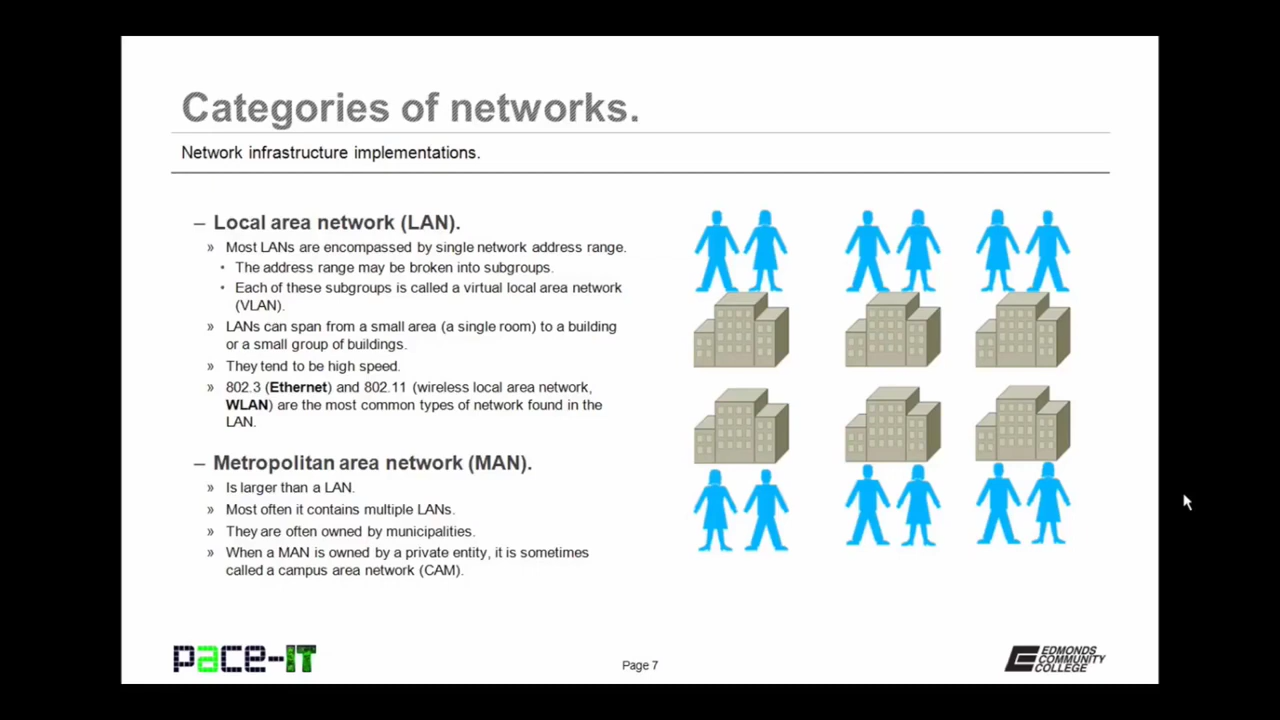 Categories of networks.
Network infrastructure implementations.
– Local area network (LAN).
» Most LANs are encompassed by single network address range.
• The address range may be broken into subgroups.
• Each of these subgroups is called a virtual local area network
(VLAN).
» LANs can span from a small area (a single room) to a building
or a small group of buildings.
» They tend to be high speed.
» 802.3 (Ethernet) and 802.11 (wireless local area network,
WLAN) are the most common types of network found in the
LAN.
– Metropolitan area network (MAN).
» Is larger than a LAN.
» Most often it contains multiple LANs.
» They are often owned by municipalities.
» When a MAN is owned by a private entity, it is sometimes
called a campus area network (CAM).
pace-IT
Page 7
EDMONDS
COMMUNITY
COLLEGE